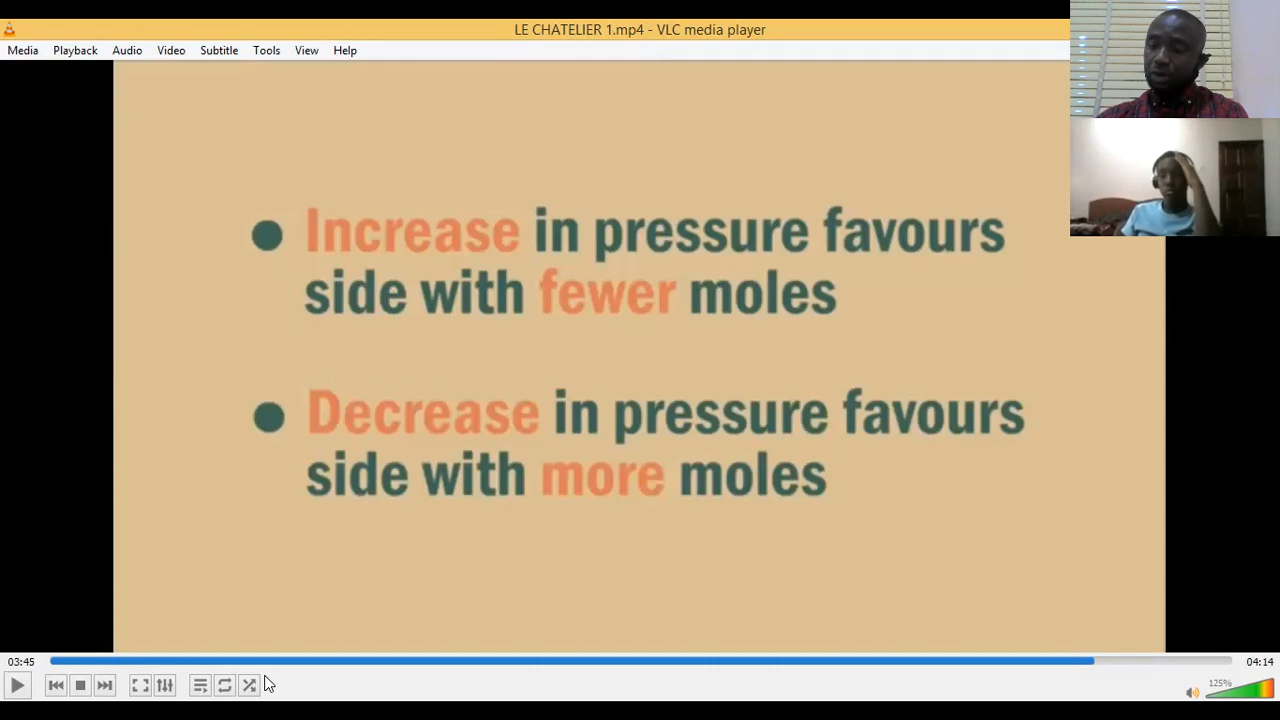 LE CHATELIER 1.mp4 - VLC media player
Media Playback Audio Video Subtitle Tools View Help
● Increase in pressure favours
side with fewer moles
● Decrease in pressure favours
side with more moles
03:45 04:14
125%